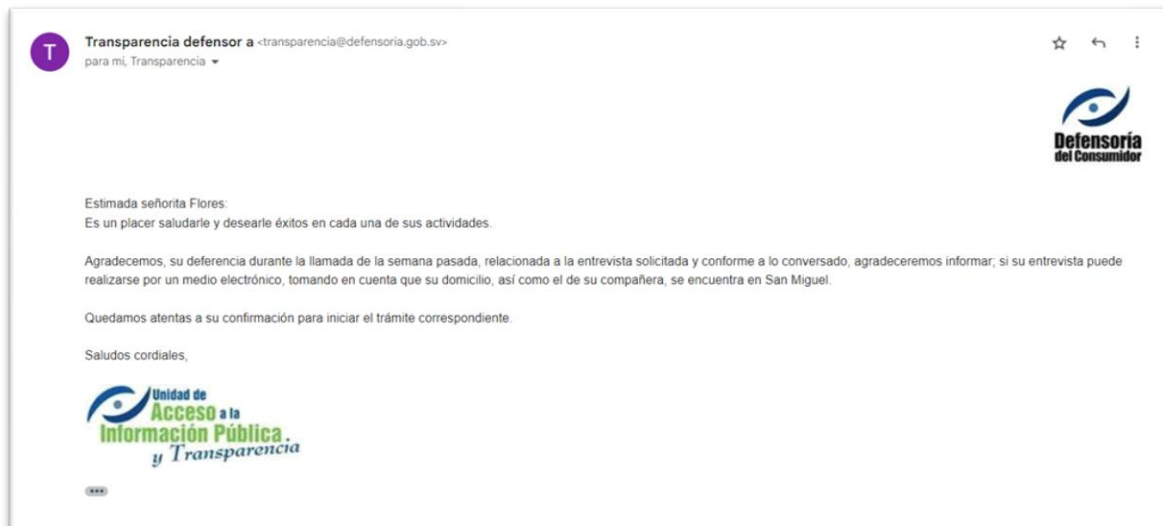 T
Transparencia defensor a <transparencia@defensoria.gob.sv>
para mi, Transparencia
Defensoría
del Consumidor
Estimada señorita Flores:
Es un placer saludarle y desearle éxitos en cada una de sus actividades.
Agradecemos, su deferencia durante la llamada de la semana pasada, relacionada a la entrevista solicitada y conforme a lo conversado, agradeceremos informar; si su entrevista puede
realizarse por un medio electrónico, tomando en cuenta que su domicilio, así como el de su compañera, se encuentra en San Miguel.
Quedamos atentas a su confirmación para iniciar el trámite correspondiente.
Saludos cordiales,
Unidad de
Acceso a la
Información Pública
y Transparencia